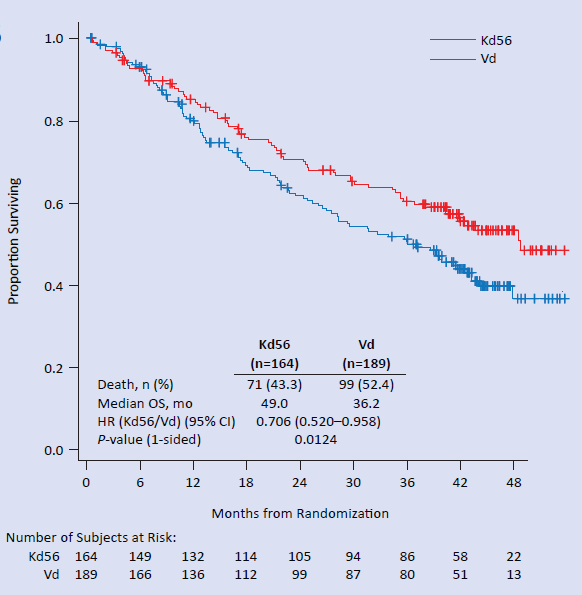 1.0
0.8
0.6
0.4
0.2
0.0
Proportion Surviving
Kd56
Vd
Kd56 Vd
(n=164) (n=189)
Death, n (%) 71 (43.3) 99 (52.4)
Median OS, mo 49.0 36.2
HR (Kd56/Vd) (95% CI) 0.706 (0.520–0.958)
P-value (1-sided) 0.0124
0 6 12 18 24 30 36 42 48
Months from Randomization
Number of Subjects at Risk:
Kd56 164 149 132 114 105 94 86 58 22
Vd 189 166 136 112 99 87 80 51 13